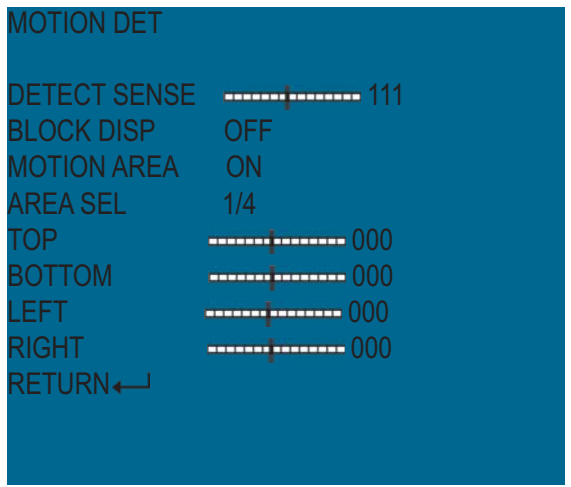 MOTION DET
DETECT SENSE 111
BLOCK DISP OFF
MOTION AREA ON
AREA SEL 1/4
TOP 000
BOTTOM 000
LEFT 000
RIGHT 000
RETURN